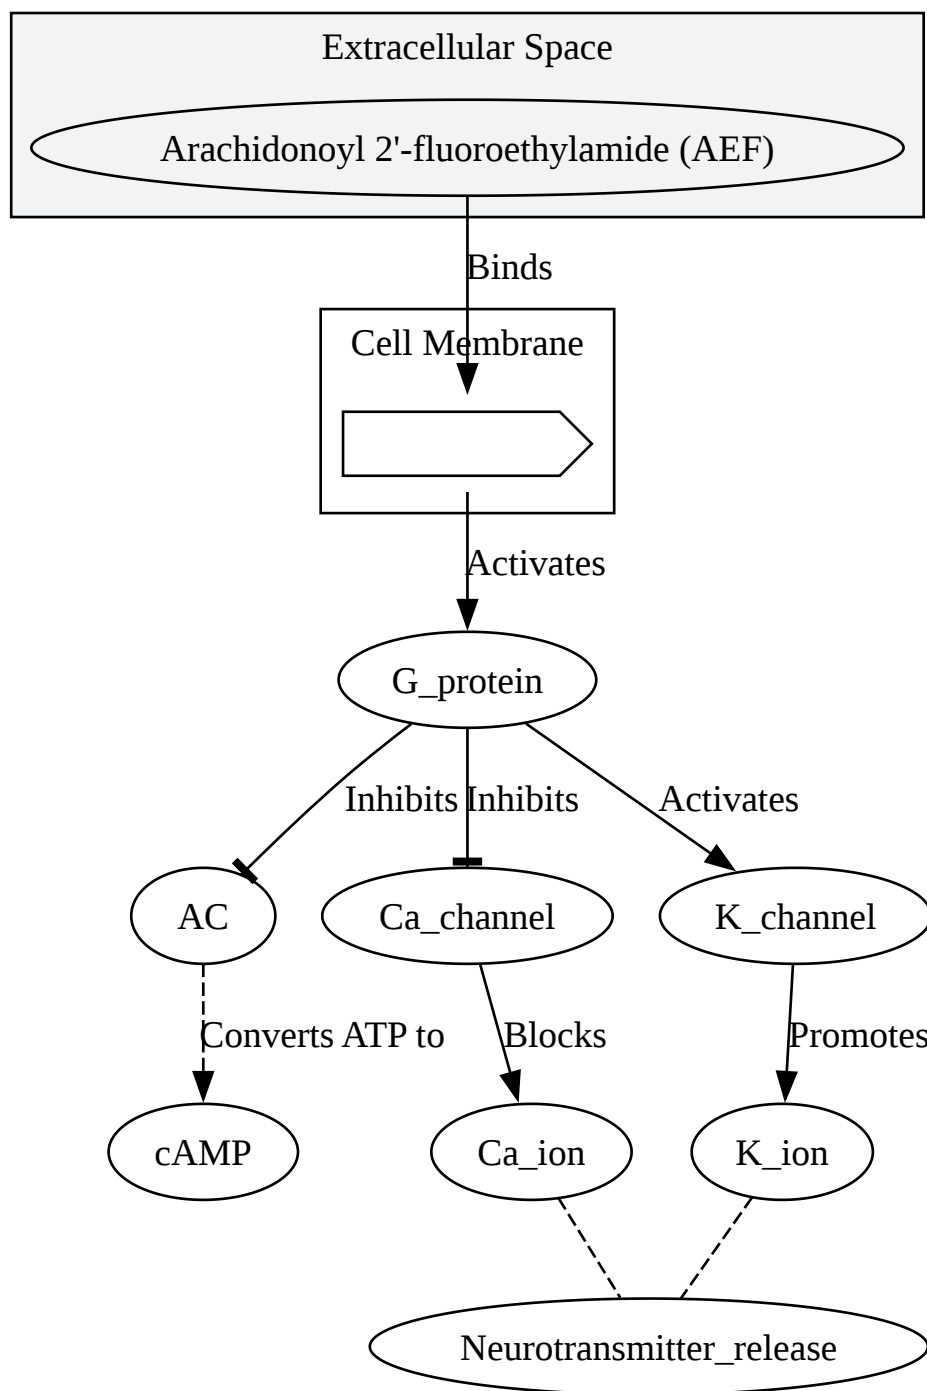 Extracellular Space
Arachidonoyl 2'-fluoroethylamide (AEF)
Binds
Cell Membrane
Activates
G_protein
Inhibits
Inhibits
Activates
AC
Ca_channel
K_channel
Converts ATP to
Blocks
Promotes
cAMP
Ca_ion
K_ion
Neurotransmitter_release